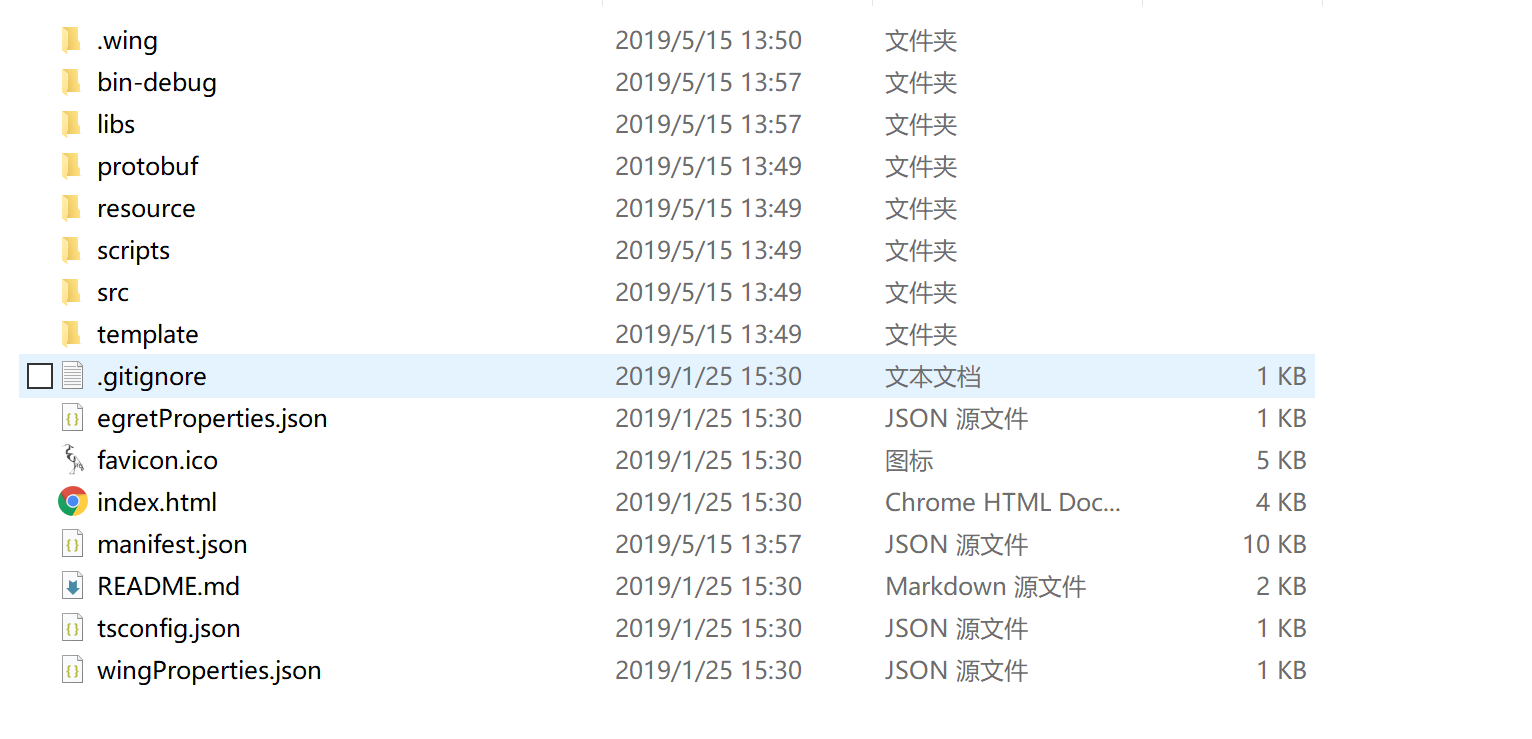 .wing 2019/5/15 13:50 文件夹
bin-debug 2019/5/15 13:57 文件夹
libs 2019/5/15 13:57 文件夹
protobuf 2019/5/15 13:49 文件夹
resource 2019/5/15 13:49 文件夹
scripts 2019/5/15 13:49 文件夹
src 2019/5/15 13:49 文件夹
template 2019/5/15 13:49 文件夹
.gitignore 2019/1/25 15:30 文本文档 1 KB
egretProperties.json 2019/1/25 15:30 JSON 源文件 1 KB
favicon.ico 2019/1/25 15:30 图标 5 KB
index.html 2019/1/25 15:30 Chrome HTML Doc... 4 KB
manifest.json 2019/5/15 13:57 JSON 源文件 10 KB
README.md 2019/1/25 15:30 Markdown 源文件 2 KB
tsconfig.json 2019/1/25 15:30 JSON 源文件 1 KB
wingProperties.json 2019/1/25 15:30 JSON 源文件 1 KB